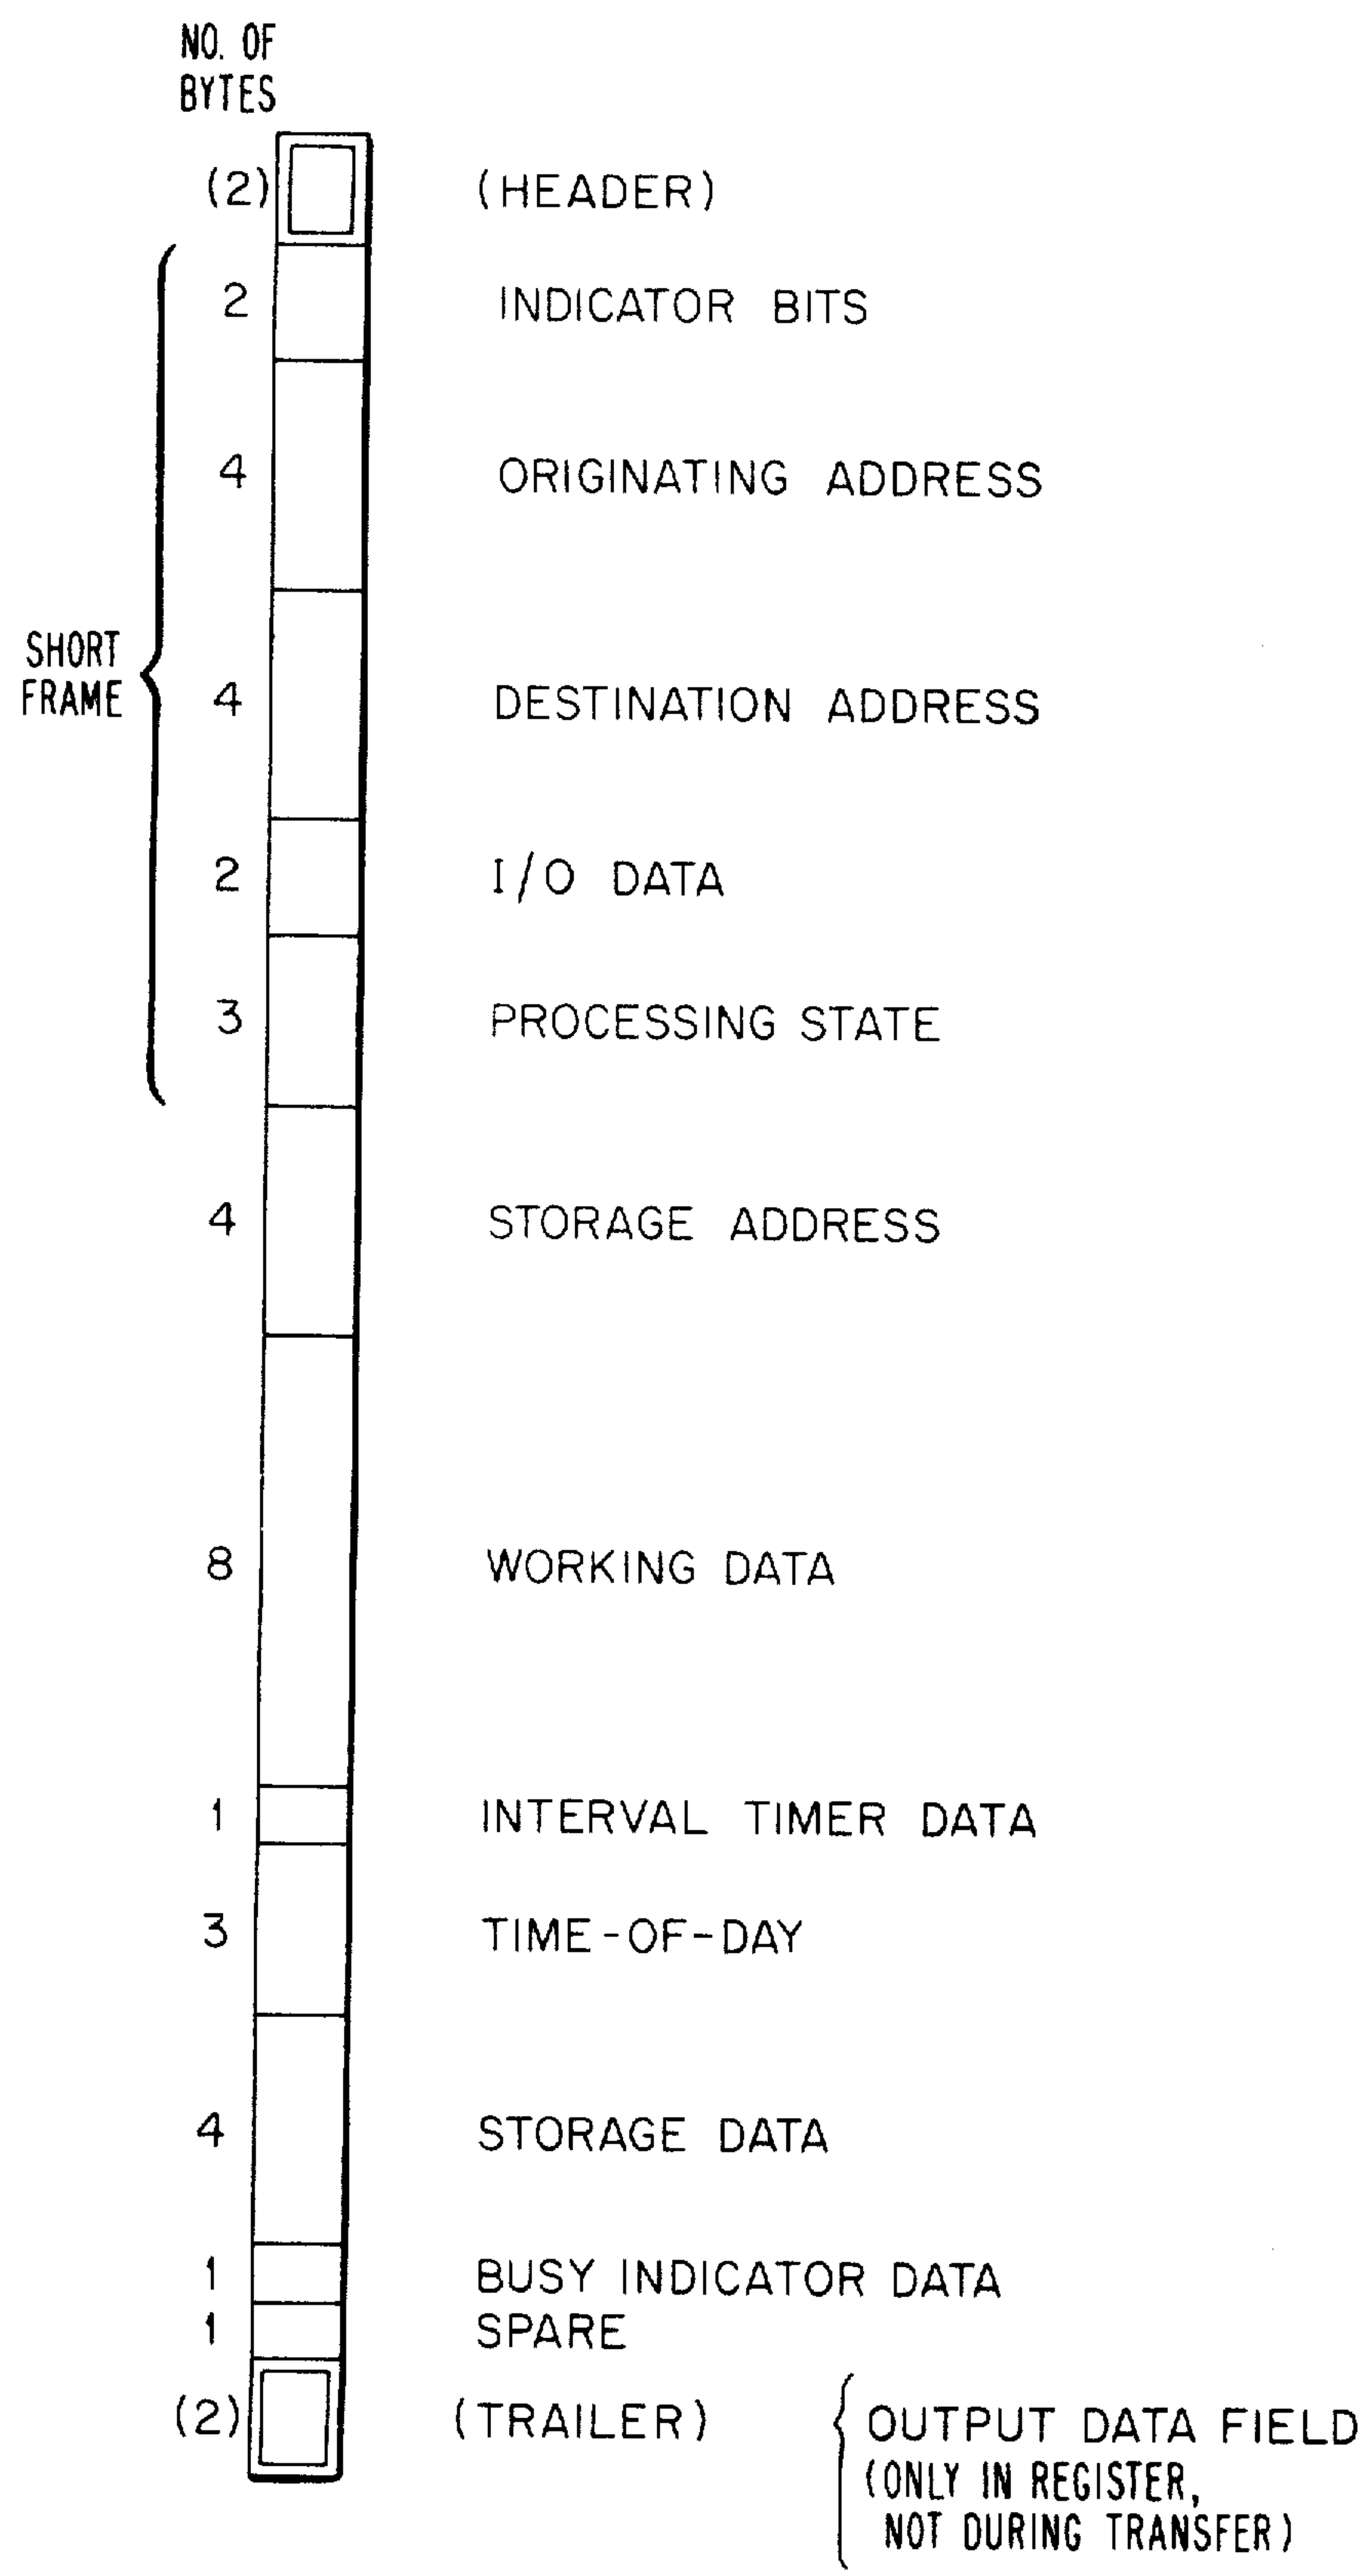 NO. OF
BYTES
(2) (HEADER)
2 INDICATOR BITS
4 ORIGINATING ADDRESS
SHORT
FRAME
4 DESTINATION ADDRESS
2 I/O DATA
3 PROCESSING STATE
4 STORAGE ADDRESS
8 WORKING DATA
1 INTERVAL TIMER DATA
3 TIME-OF-DAY
4 STORAGE DATA
1 BUSY INDICATOR DATA
1 SPARE
(2) (TRAILER) OUTPUT DATA FIELD
(ONLY IN REGISTER,
NOT DURING TRANSFER)